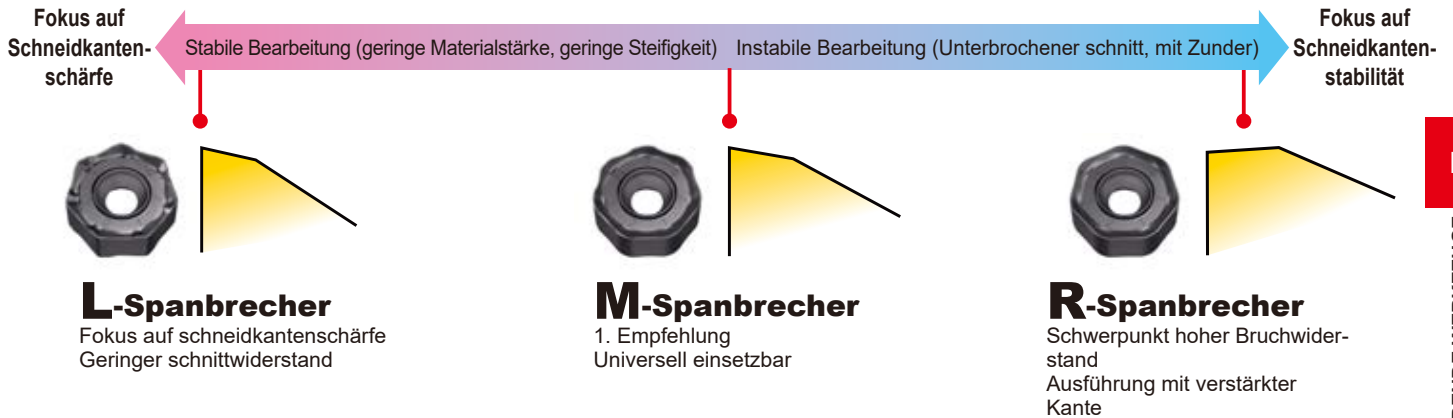 Fokus auf
Schneidkanten-
schärfe
Stabile Bearbeitung (geringe Materialstärke, geringe Steifigkeit) Instabile Bearbeitung (Unterbrochener schnitt, mit Zunder)
Fokus auf
Schneidkanten-
stabilität
L-Spanbrecher
Fokus auf schneidkantenschärfe
Geringer schnittwiderstand
M-Spanbrecher
1. Empfehlung
Universell einsetzbar
R-Spanbrecher
Schwerpunkt hoher Bruchwider-
stand
Ausführung mit verstärkter
Kante